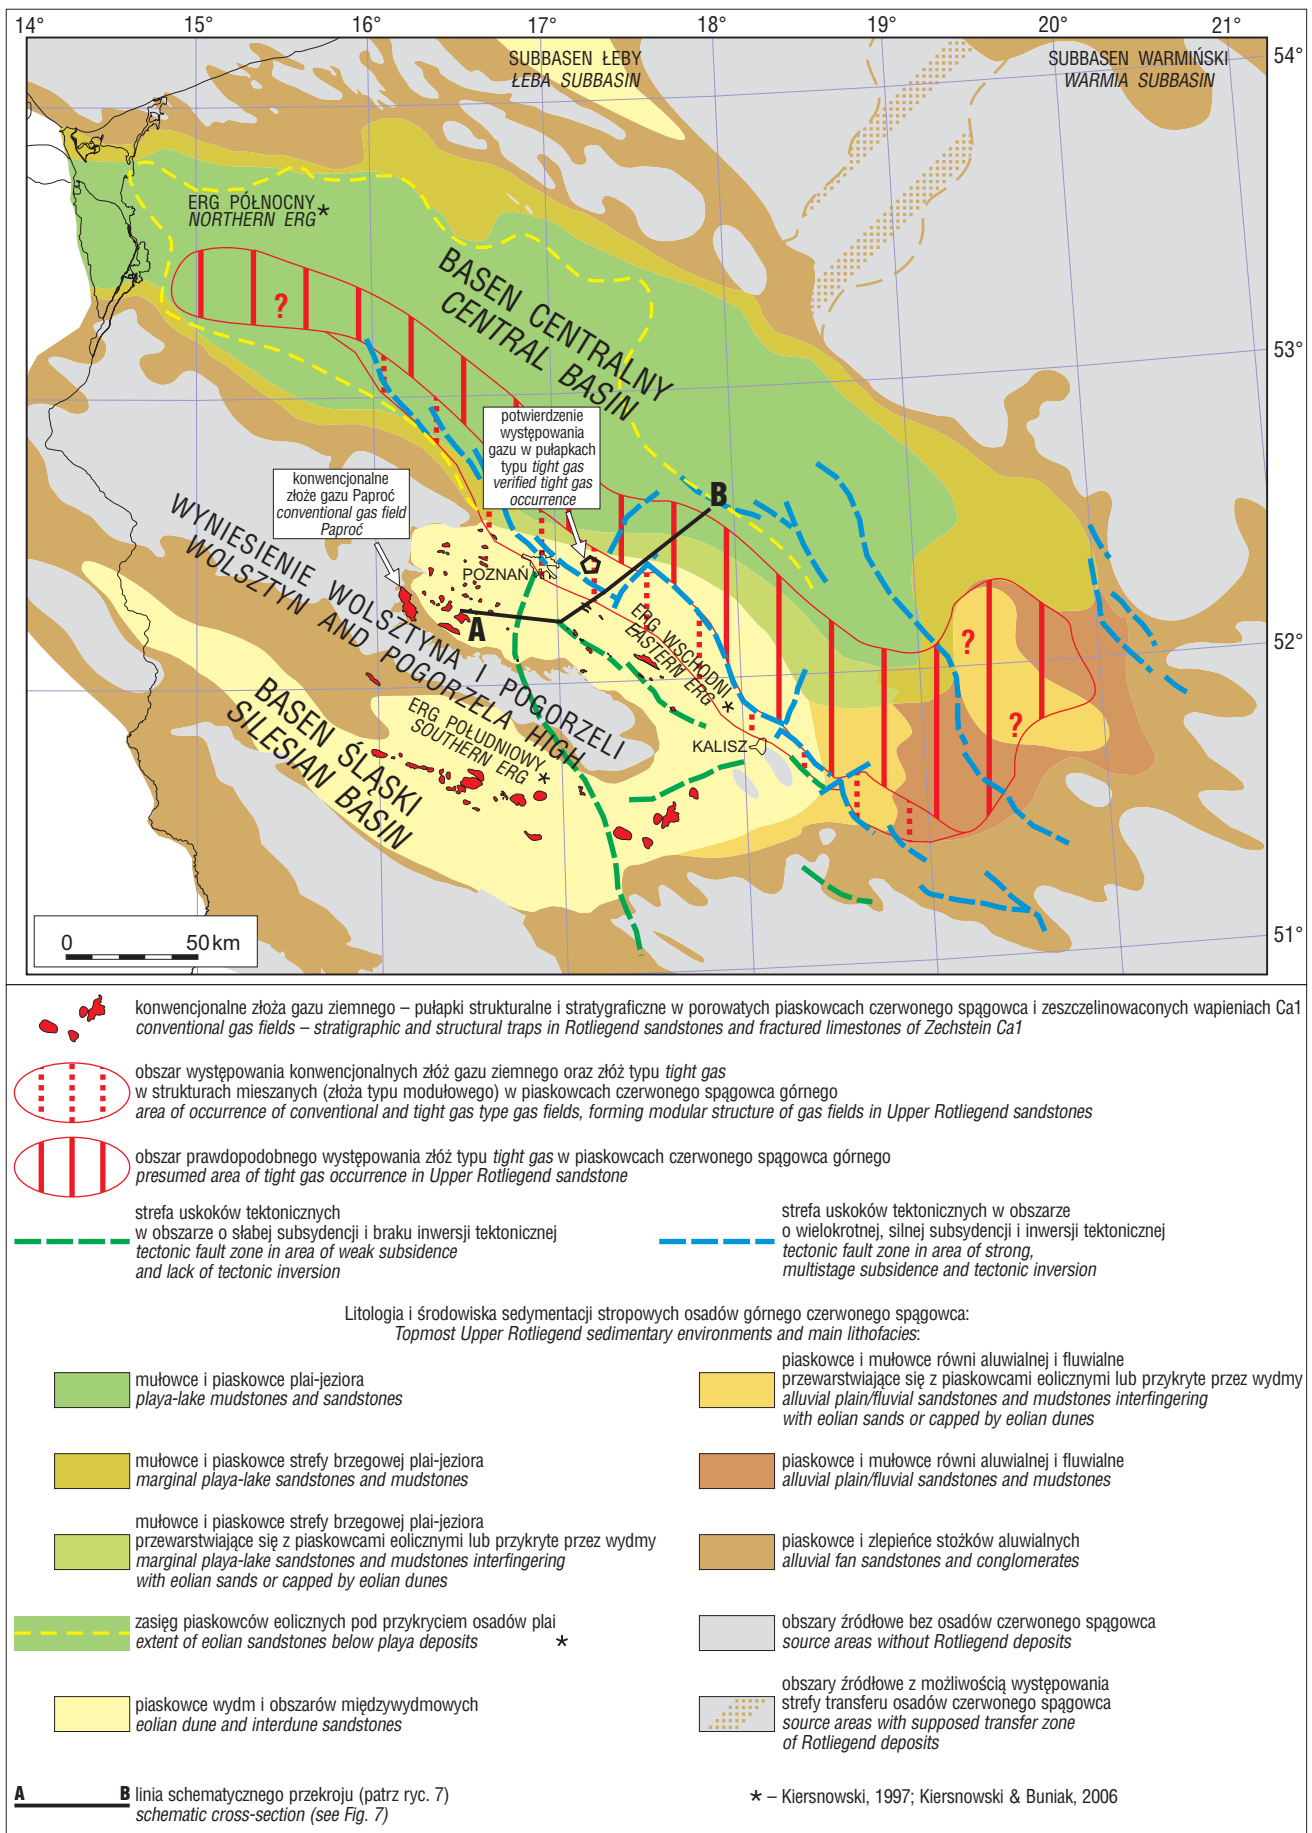 14° 15° 16° 17° 18° 19° 20° 21°
SUBBASEN ŁEBY
ŁEBA SUBBASIN
SUBBASEN WARMIŃSKI
WARMIA SUBBASIN
54°
ERG PÓŁNOCNY
NORTHERN ERG *
BASEN CENTRALNY
CENTRAL BASIN
?
53°
potwierdzenie
występowania
gazu w pułapkach
typu tight gas
verified tight gas
occurrence
konwencjonalne
złoże gazu Paproć
conventional gas field
Paproć
B
WYNIESIENIE WOLSZTYNA I POGORZELI
WOLSZTYN AND POGORZELA HIGH
POZNAŃ
A
ERG WSCHODNI
EASTERN ERG *
?
52°
?
BASEN ŚLĄSKI
SILESIAN BASIN
ERG POŁUDNIOWY
SOUTHERN ERG *
KALISZ
51°
0 50 km
konwencjonalne złoża gazu ziemnego – pułapki strukturalne i stratygraficzne w porowatych piaskowcach czerwonego spągowca i zeszczelinowaconych wapieniach Ca1
conventional gas fields – stratigraphic and structural traps in Rotliegend sandstones and fractured limestones of Zechstein Ca1
obszar występowania konwencjonalnych złóż gazu ziemnego oraz złóż typu tight gas
w strukturach mieszanych (złoża typu modułowego) w piaskowcach czerwonego spągowca górnego
area of occurrence of conventional and tight gas type gas fields, forming modular structure of gas fields in Upper Rotliegend sandstones
obszar prawdopodobnego występowania złóż typu tight gas w piaskowcach czerwonego spągowca górnego
presumed area of tight gas occurrence in Upper Rotliegend sandstone
strefa uskoków tektonicznych
w obszarze o słabej subsydencji i braku inwersji tektonicznej
tectonic fault zone in area of weak subsidence
and lack of tectonic inversion
strefa uskoków tektonicznych w obszarze
o wielokrotnej, silnej subsydencji i inwersji tektonicznej
tectonic fault zone in area of strong,
multistage subsidence and tectonic inversion
Litologia i środowiska sedymentacji stropowych osadów górnego czerwonego spągowca:
Topmost Upper Rotliegend sedimentary environments and main lithofacies:
mułowce i piaskowce plai-jeziora
playa-lake mudstones and sandstones
mułowce i piaskowce strefy brzegowej plai-jeziora
marginal playa-lake sandstones and mudstones
mułowce i piaskowce strefy brzegowej plai-jeziora
przewarstwiające się z piaskowcami eolicznymi lub przykryte przez wydmy
marginal playa-lake sandstones and mudstones interfingering
with eolian sands or capped by eolian dunes
zasięg piaskowców eolicznych pod przykryciem osadów plai
extent of eolian sandstones below playa deposits *
piaskowce wydm i obszarów międzywydmowych
eolian dune and interdune sandstones
piaskowce i mułowce równi aluwialnej i fluwialne
przewarstwiające się z piaskowcami eolicznymi lub przykryte przez wydmy
alluvial plain/fluvial sandstones and mudstones interfingering
with eolian sands or capped by eolian dunes
piaskowce i mułowce równi aluwialnej i fluwialne
alluvial plain/fluvial sandstones and mudstones
piaskowce i zlepieńce stożków aluwialnych
alluvial fan sandstones and conglomerates
obszary źródłowe bez osadów czerwonego spągowca
source areas without Rotliegend deposits
obszary źródłowe z możliwością występowania
strefy transferu osadów czerwonego spągowca
source areas with supposed transfer zone
of Rotliegend deposits
A B linia schematycznego przekroju (patrz ryc. 7)
schematic cross-section (see Fig. 7)
* – Kiersnowski, 1997; Kiersnowski & Buniak, 2006